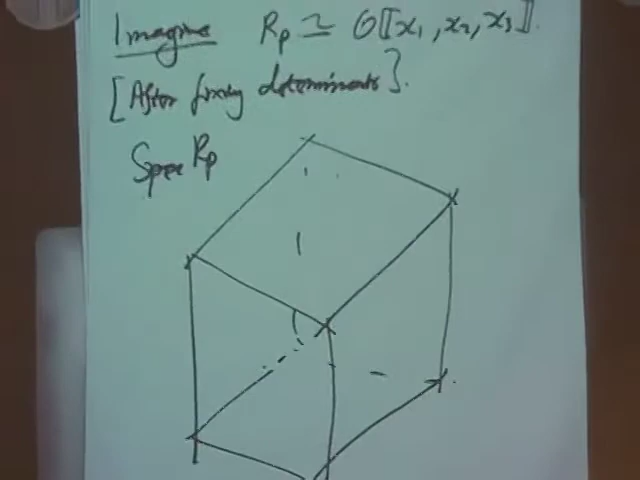 Imagine R_p ≃ O[[x_1, x_2, x_3]].
[After fixing determinants].
Spec R_p